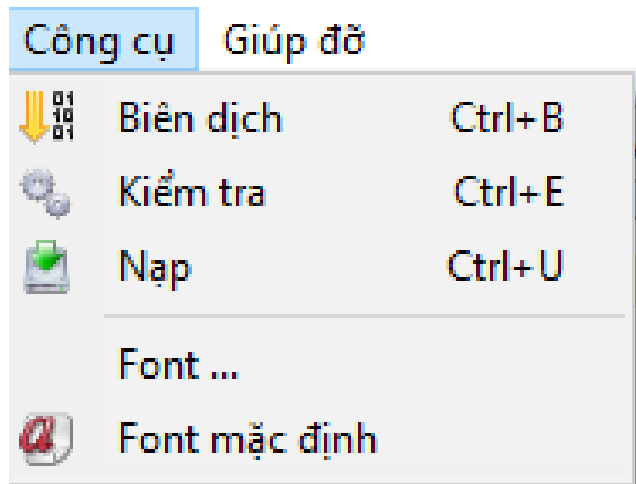 Công cụ Giúp đỡ
Biên dịch Ctrl+B
Kiểm tra Ctrl+E
Nạp Ctrl+U
Font ...
Font mặc định